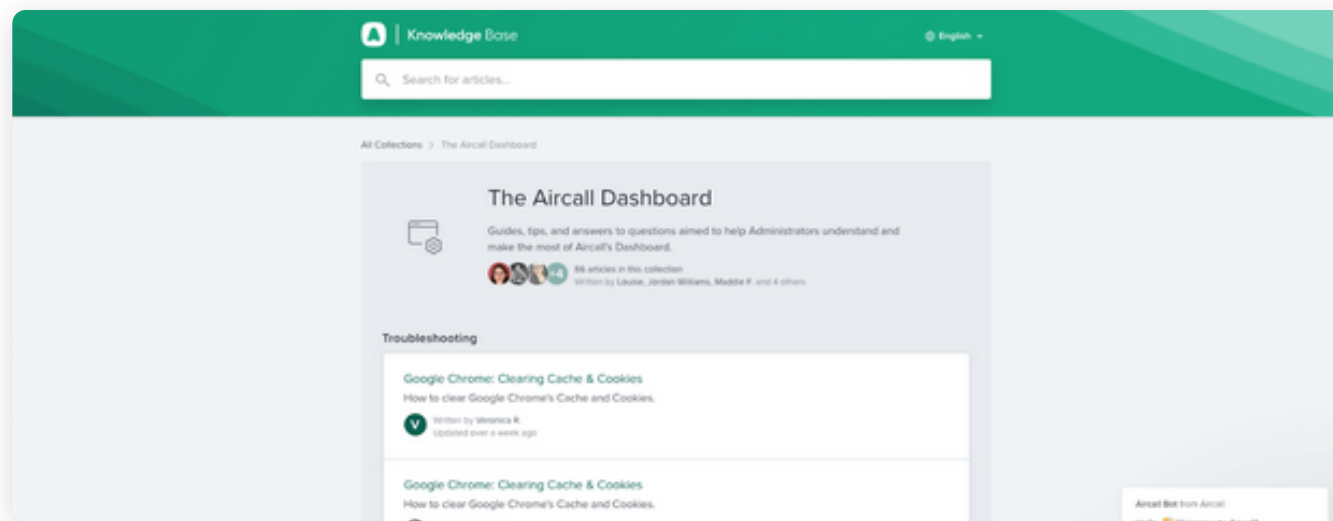 Knowledge Base
English
Search for articles...
All Collections > The Aircall Dashboard
The Aircall Dashboard
Guides, tips, and answers to questions aimed to help Administrators understand and
make the most of Aircall's Dashboard.
+4
86 articles in this collection
Written by Louise, Jordan Williams, Maddie F. and 4 others
Troubleshooting
Google Chrome: Clearing Cache & Cookies
How to clear Google Chrome's Cache and Cookies.
V
Written by Veronica R.
Updated over a week ago
Google Chrome: Clearing Cache & Cookies
How to clear Google Chrome's Cache and Cookies.
Aircall Bot from Aircall